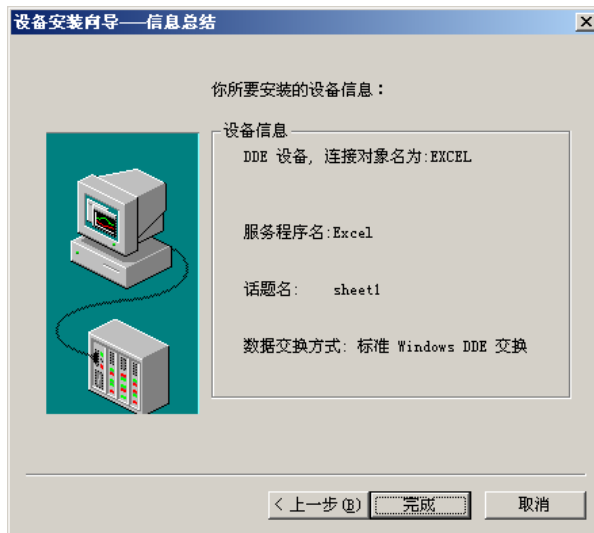 设备安装向导——信息总结
你所要安装的设备信息：
设备信息
DDE 设备, 连接对象名为:EXCEL
服务程序名:Excel
话题名: sheet1
数据交换方式: 标准 Windows DDE 交换
< 上一步(B) 完成 取消